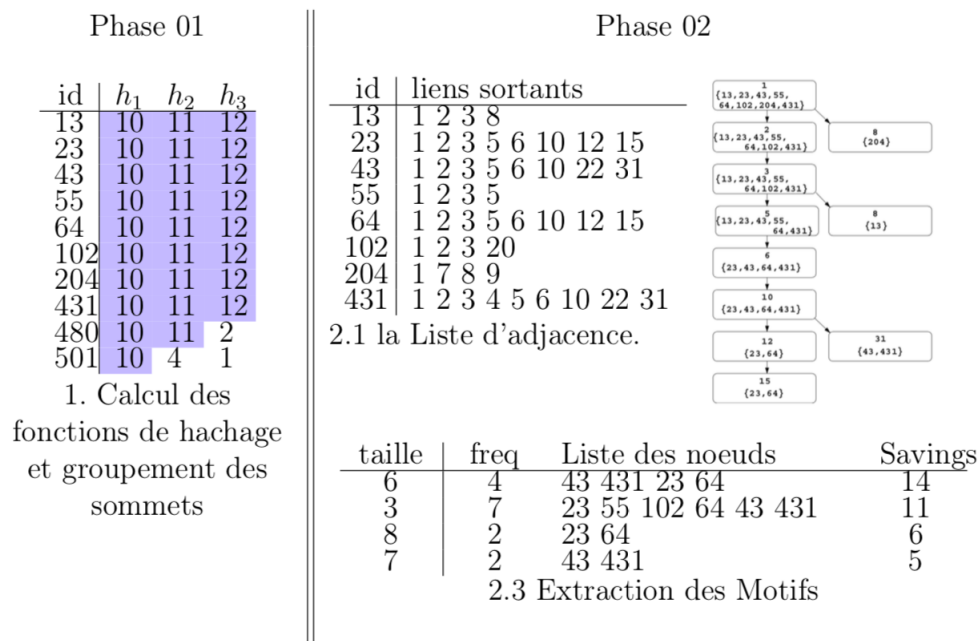 Phase 01
id h1 h2 h3
13 10 11 12
23 10 11 12
43 10 11 12
55 10 11 12
64 10 11 12
102 10 11 12
204 10 11 12
431 10 11 12
480 10 11 2
501 10 4 1
1. Calcul des
fonctions de hachage
et groupement des
sommets
Phase 02
id liens sortants
13 1 2 3 8
23 1 2 3 5 6 10 12 15
43 1 2 3 5 6 10 22 31
55 1 2 3 5
64 1 2 3 5 6 10 12 15
102 1 2 3 20
204 1 7 8 9
431 1 2 3 4 5 6 10 22 31
2.1 la Liste d'adjacence.
1
{13,23,43,55,
64,102,204,431}
2
{13,23,43,55,
64,102,431}
8
{204}
3
{13,23,43,55,
64,102,431}
5
{13,23,43,55,
64,431}
8
{13}
6
{23,43,64,431}
10
{23,43,64,431}
12
{23,64}
31
{43,431}
15
{23,64}
taille freq Liste des noeuds Savings
6 4 43 431 23 64 14
3 7 23 55 102 64 43 431 11
8 2 23 64 6
7 2 43 431 5
2.3 Extraction des Motifs